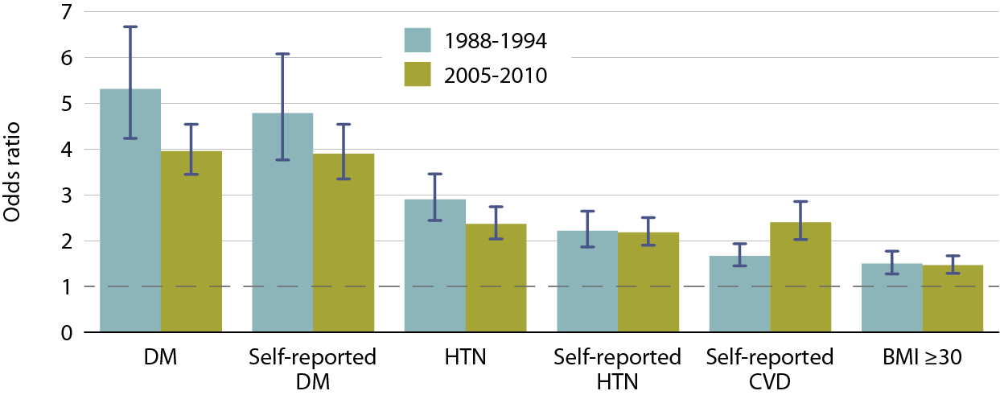 7
6
5
4
3
2
1
0
Odds ratio
1988-1994
2005-2010
DM
Self-reported
DM
HTN
Self-reported
HTN
Self-reported
CVD
BMI ≥30